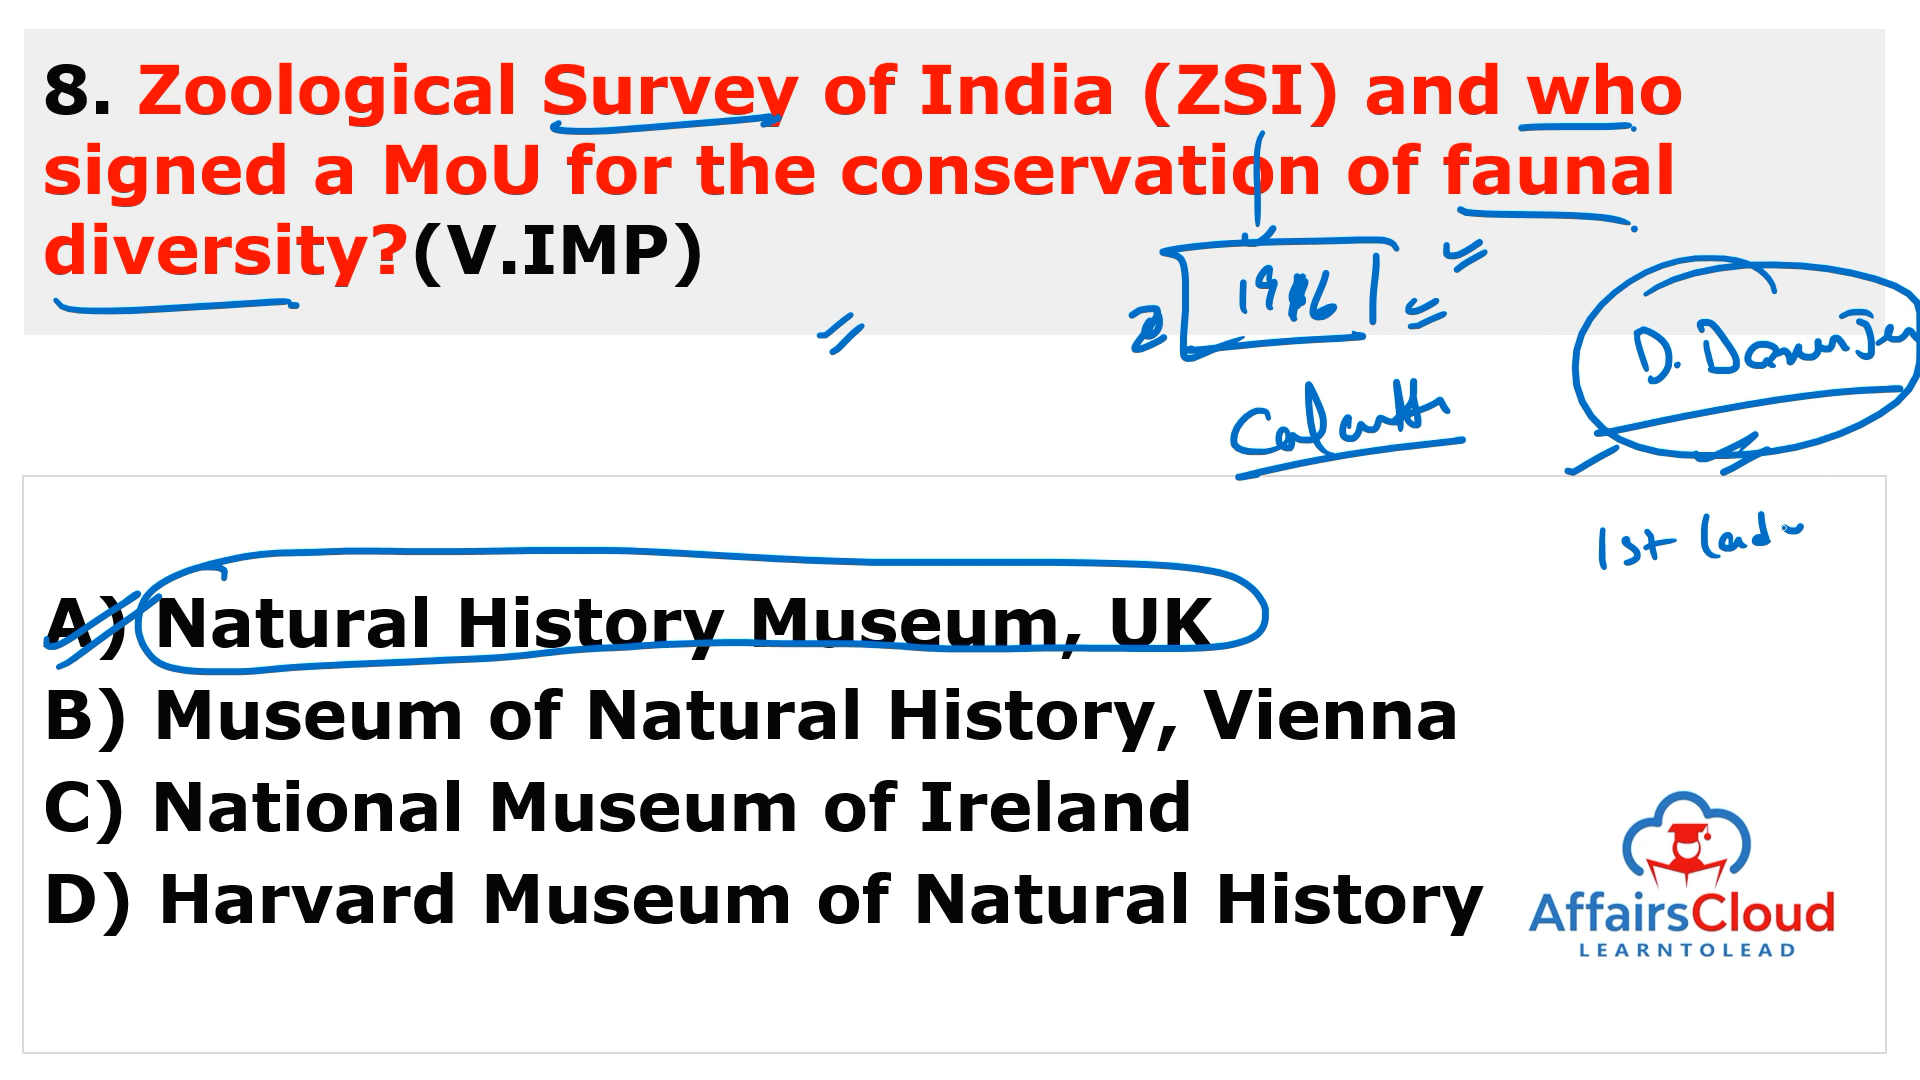 8. Zoological Survey of India (ZSI) and who
signed a MoU for the conservation of faunal
diversity?(V.IMP)
1916
Calcutta
1st lad
A) Natural History Museum, UK
B) Museum of Natural History, Vienna
C) National Museum of Ireland
D) Harvard Museum of Natural History
AffairsCloud
LEARNTOLEAD